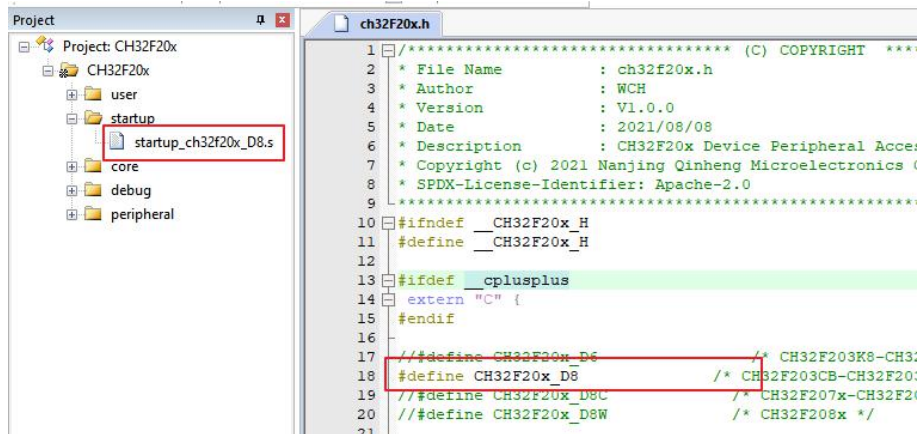 Project
Project: CH32F20x
CH32F20x
user
startup
startup_ch32f20x_D8.s
core
debug
peripheral
ch32f20x.h
1 /********************************* (C) COPYRIGHT ****
2 * File Name : ch32f20x.h
3 * Author : WCH
4 * Version : V1.0.0
5 * Date : 2021/08/08
6 * Description : CH32F20x Device Peripheral Acces
7 * Copyright (c) 2021 Nanjing Qinheng Microelectronics
8 * SPDX-License-Identifier: Apache-2.0
9
10 #ifndef __CH32F20x_H
11 #define __CH32F20x_H
12
13 #ifdef __cplusplus
14 extern "C" {
15 #endif
16
17 //#define CH32F20x_D6 /* CH32F203K8-CH32
18 #define CH32F20x_D8 /* CH32F203CB-CH32F203
19 //#define CH32F20x_D8C /* CH32F207x-CH32F20
20 //#define CH32F20x_D8W /* CH32F208x */
21